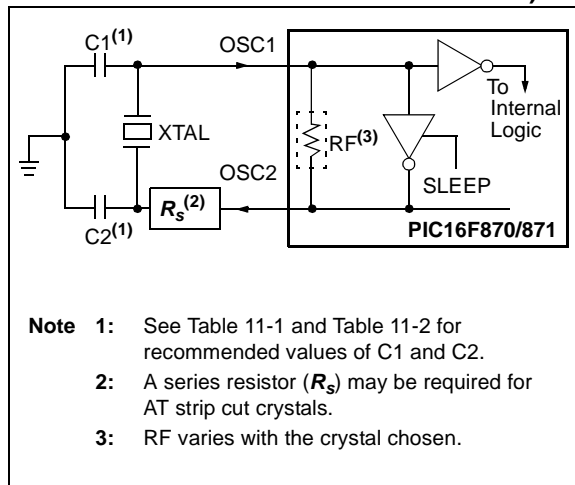 C1(1)
OSC1
To
Internal
Logic
XTAL
RF(3)
OSC2
SLEEP
Rs(2)
C2(1)
PIC16F870/871
Note 1: See Table 11-1 and Table 11-2 for
recommended values of C1 and C2.
2: A series resistor (Rs) may be required for
AT strip cut crystals.
3: RF varies with the crystal chosen.